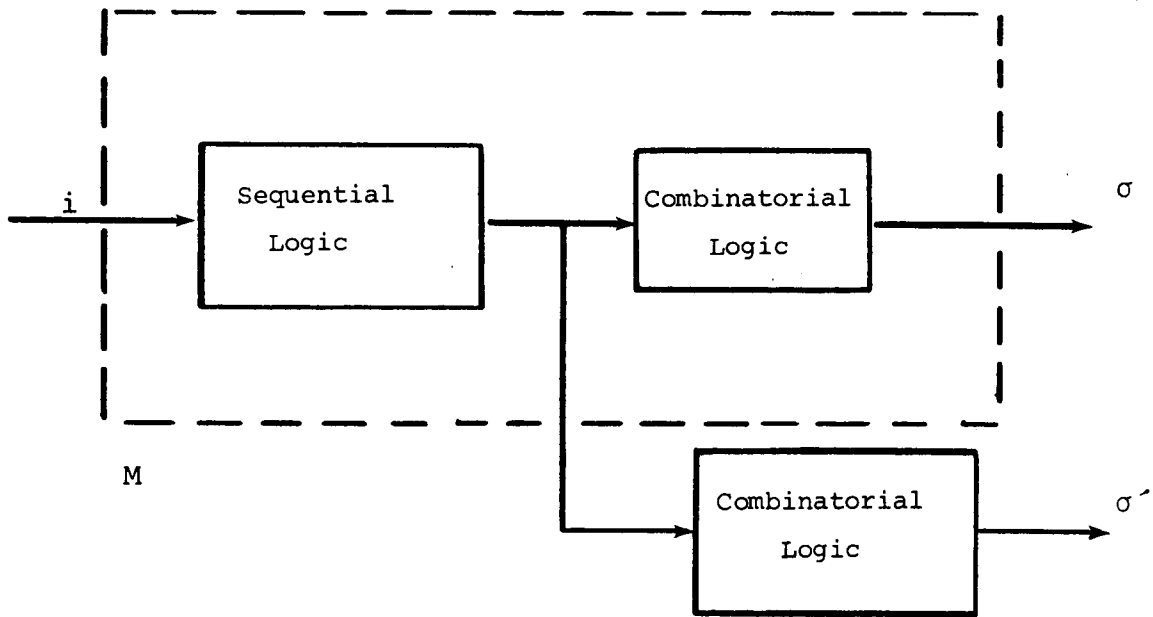 i
Sequential
Logic
Combinatorial
Logic
σ
M
Combinatorial
Logic
σ´